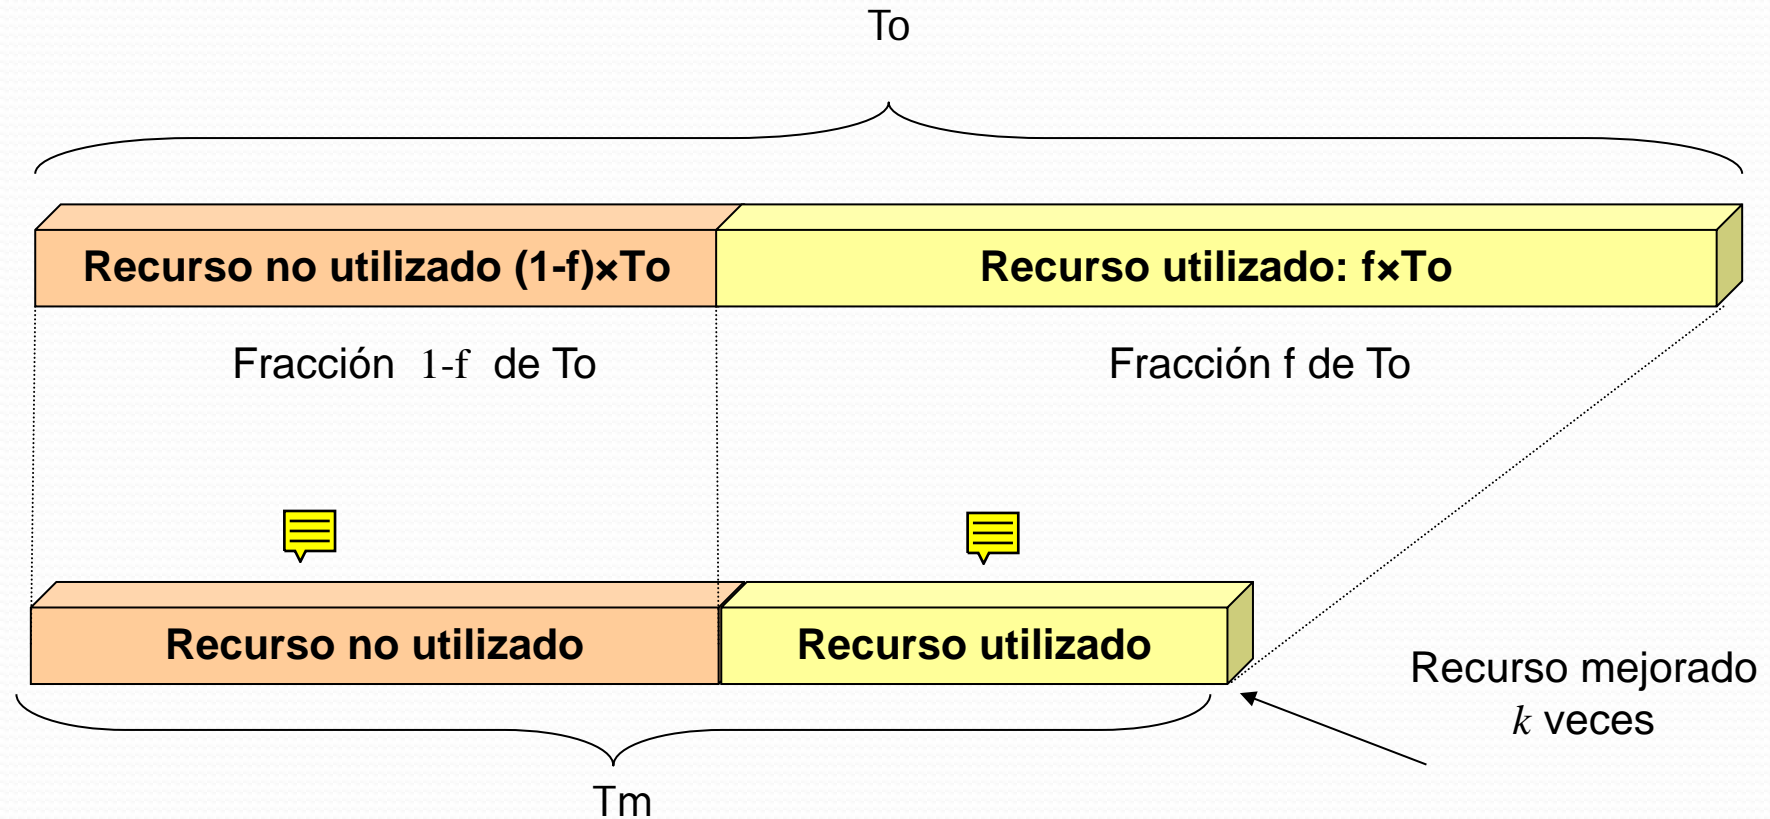 To
Recurso no utilizado (1-f)×To
Recurso utilizado: f×To
Fracción 1-f de To
Fracción f de To
Recurso no utilizado
Recurso utilizado
Recurso mejorado
k veces
Tm